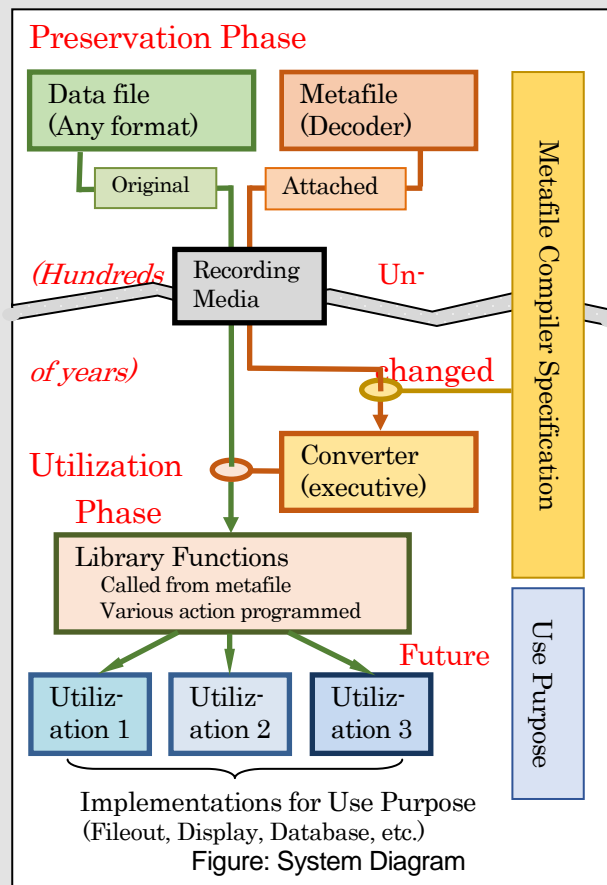 Preservation Phase
Data file
(Any format)
Metafile
(Decoder)
Original
Attached
(Hundreds
Recording
Media
Un-
of years)
changed
Metafile Compiler Specification
Utilization
Phase
Converter
(executive)
Library Functions
Called from metafile
Various action programmed
Future
Use Purpose
Utiliz-
ation 1
Utiliz-
ation 2
Utiliz-
ation 3
Implementations for Use Purpose
(Fileout, Display, Database, etc.)
Figure: System Diagram